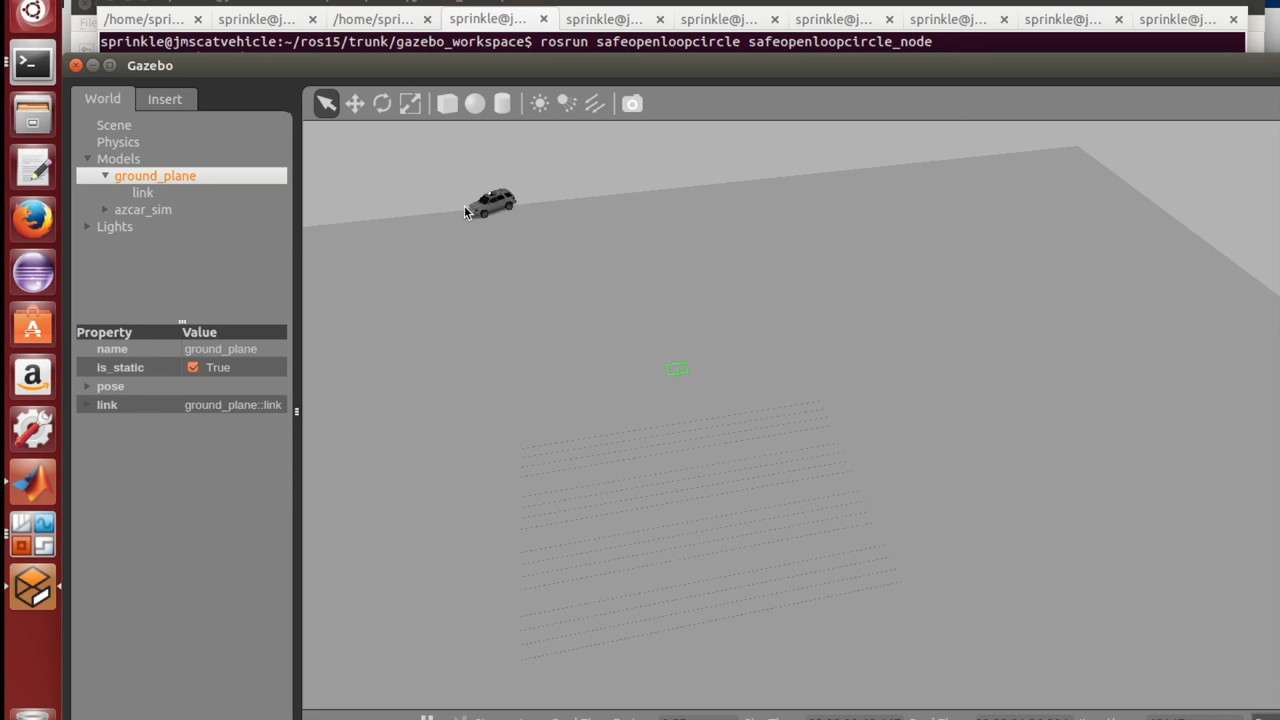 /home/spri...
sprinkle@j...
/home/spri...
sprinkle@j...
sprinkle@j...
sprinkle@j...
sprinkle@j...
sprinkle@j...
sprinkle@j...
sprinkle@j...
sprinkle@jmscatvehicle:~/ros15/trunk/gazebo_workspace$ rosrun safeopenloopcircle safeopenloopcircle_node
Gazebo
World Insert
Scene
Physics
Models
ground_plane
link
azcar_sim
Lights
Property Value
name ground_plane
is_static True
pose
link ground_plane::link